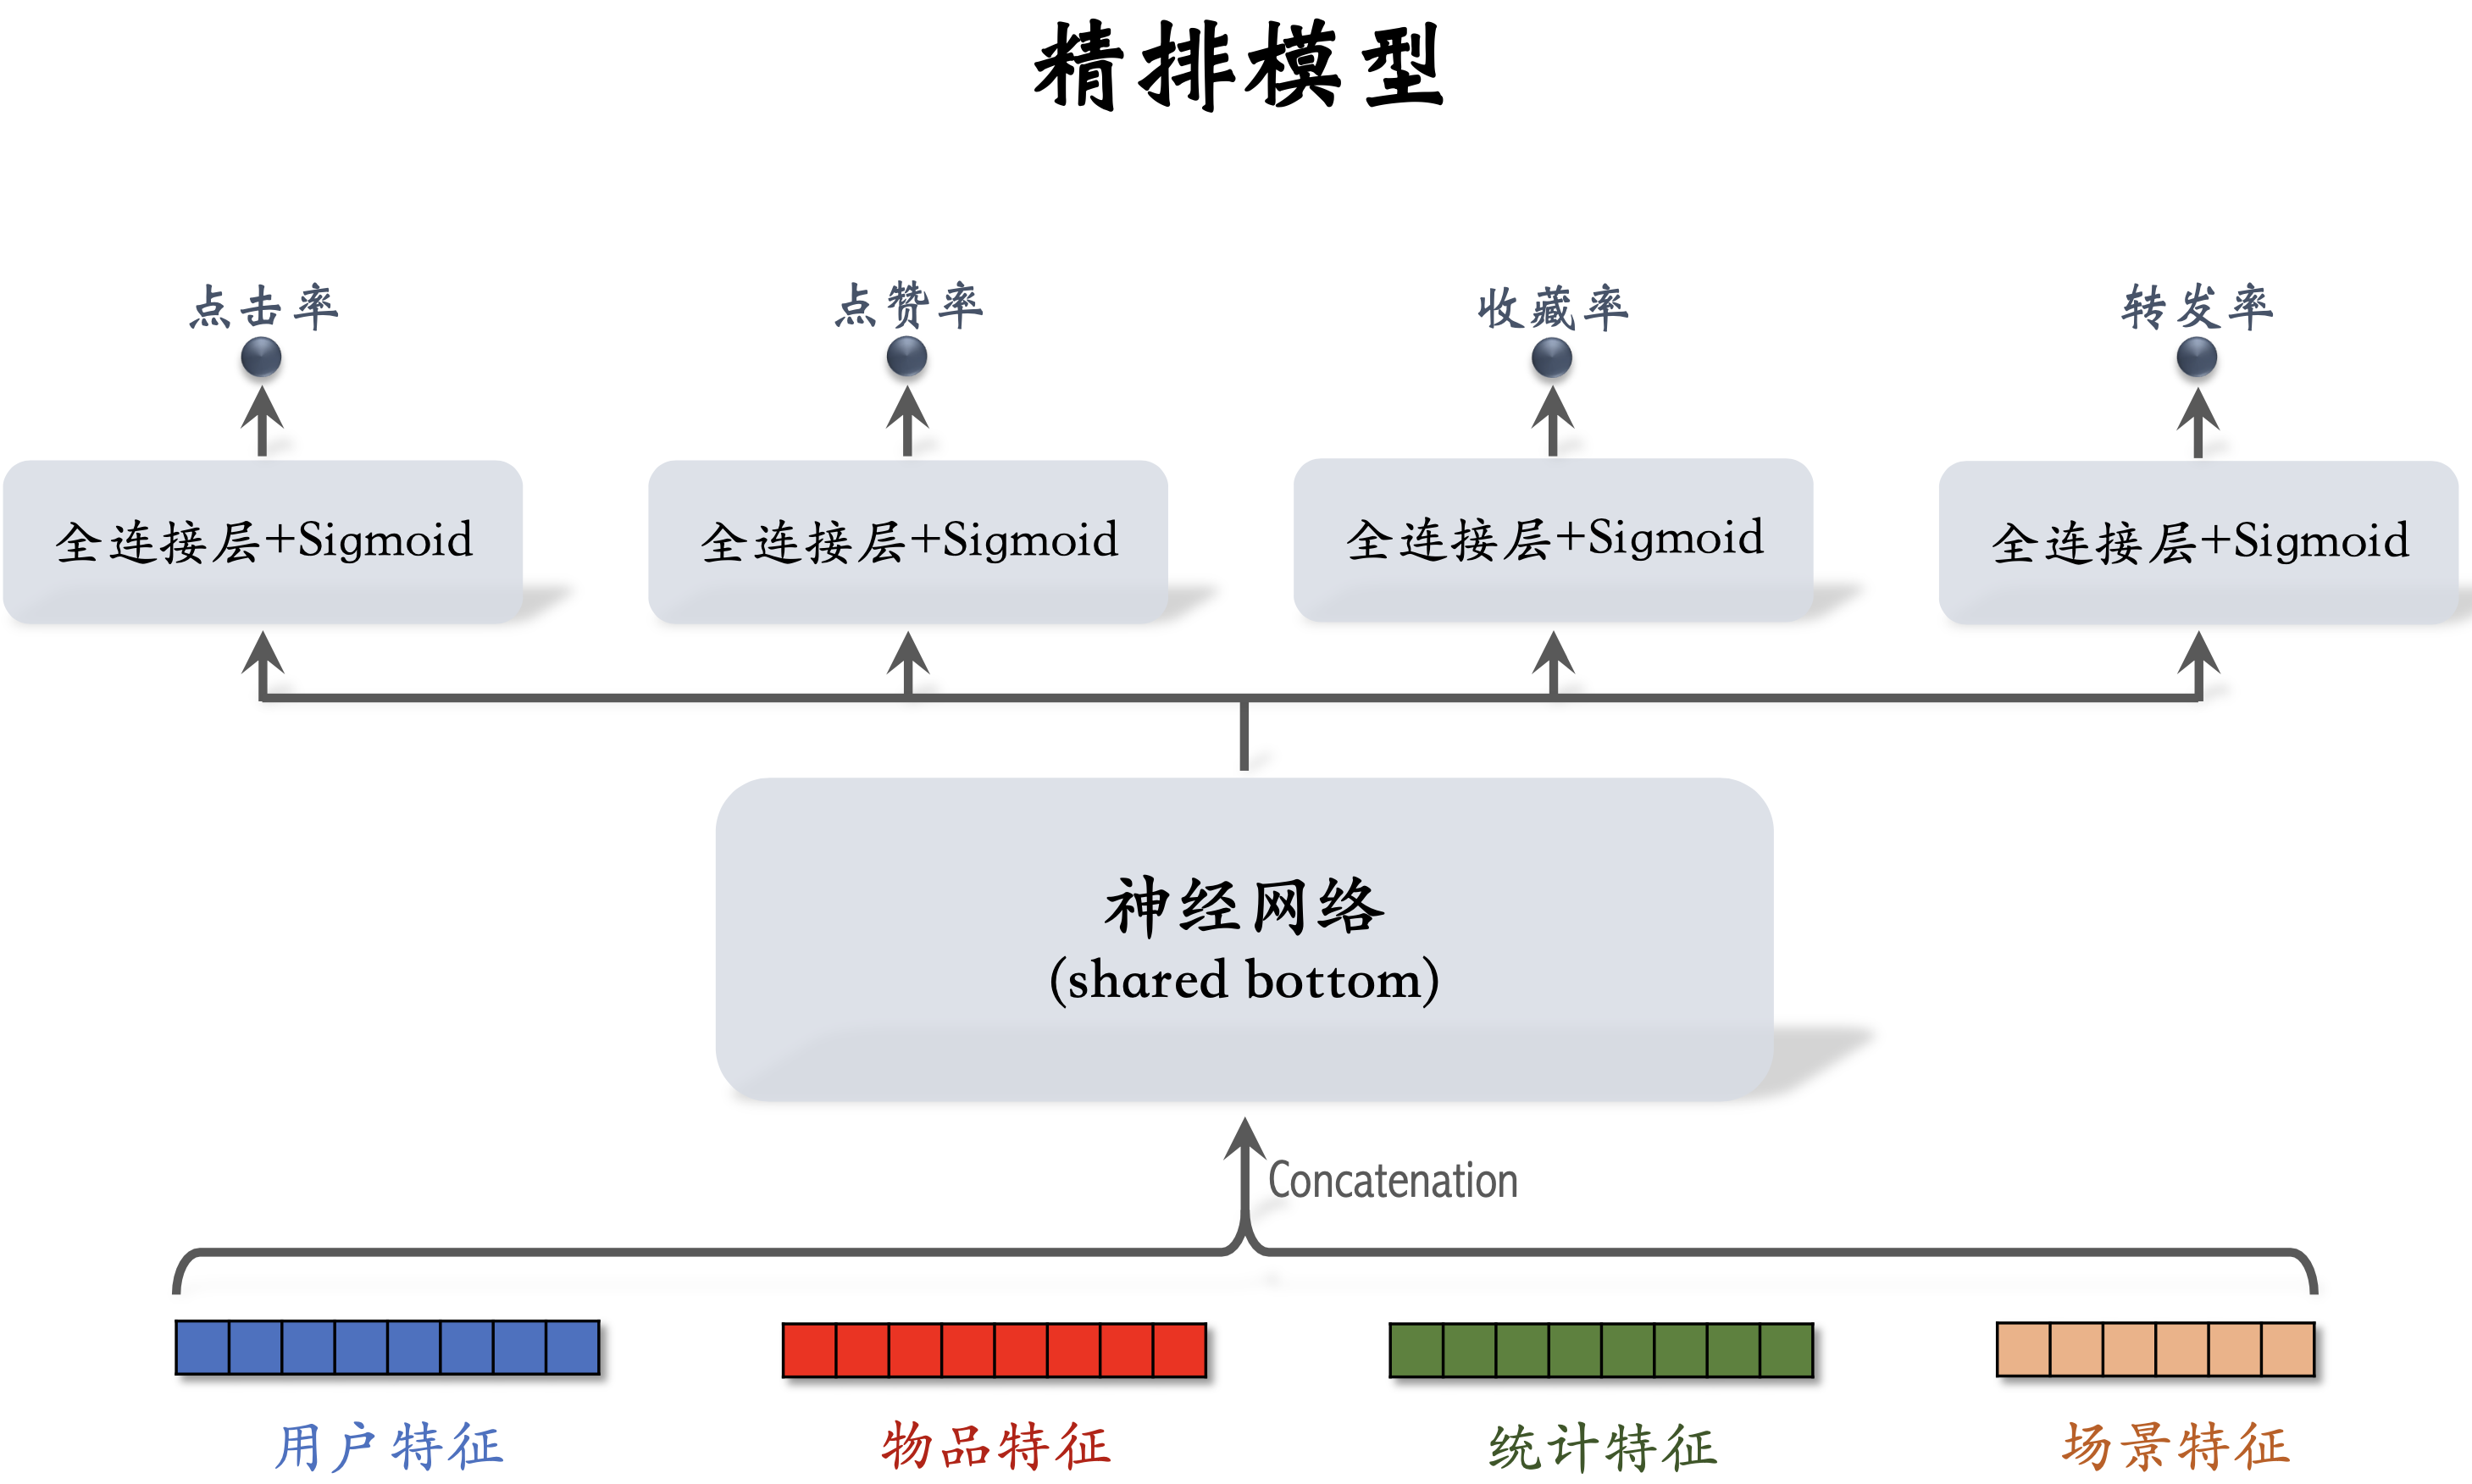 精排模型
点击率
点赞率
收藏率
转发率
全连接层+Sigmoid
全连接层+Sigmoid
全连接层+Sigmoid
全连接层+Sigmoid
神经网络
(shared bottom)
Concatenation
用户特征
物品特征
统计特征
场景特征